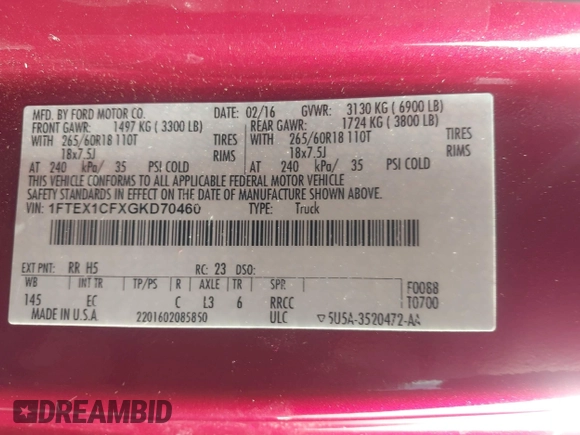 MFD. BY FORD MOTOR CO. DATE: 02/16 GVWR: 3130 KG ( 6900 LB)
FRONT GAWR: 1497 KG ( 3300 LB) REAR GAWR: 1724 KG ( 3800 LB)
WITH 265/60R18 110T TIRES WITH 265/60R18 110T TIRES
18x7.5J RIMS 18x7.5J RIMS
AT 240 kPa/ 35 PSI COLD AT 240 kPa/ 35 PSI COLD
THIS VEHICLE CONFORMS TO ALL APPLICABLE FEDERAL MOTOR VEHICLE
SAFETY STANDARDS IN EFFECT ON THE DATE OF MANUFACTURE SHOWN ABOVE.
VIN: 1FTEX1CFXGKD70460 TYPE: Truck
EXT PNT: RR H5 RC: 23 DSO:
WB INT TR TP/PS R AXLE TR SPR F0088
145 EC C L3 6 RRCC T0700
MADE IN U.S.A. 2201602085850 ULC ▽5U5A-3520472-AA
DREAMBID